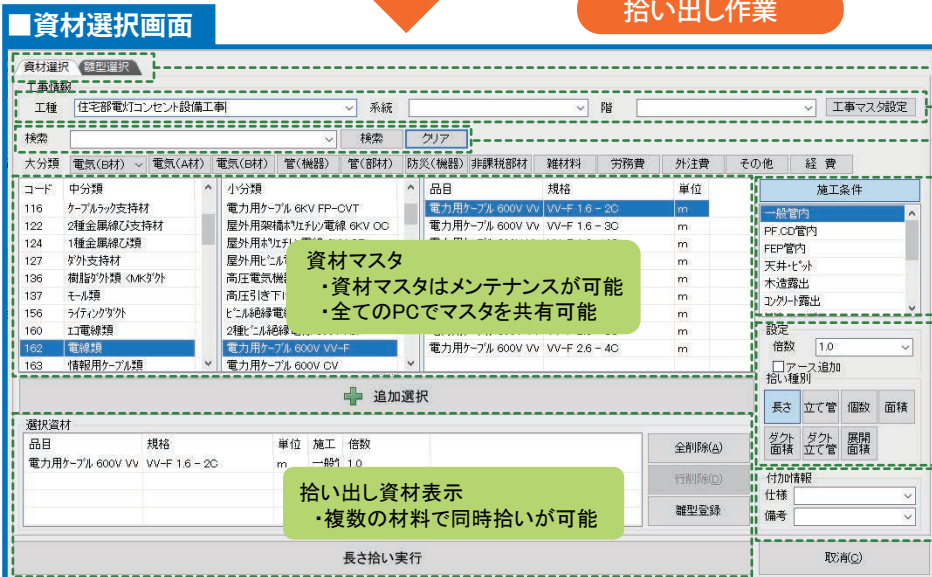 拾い出し作業
■資材選択画面
資材選択 雛型選択
工事情報
工種 住宅部電灯コンセント設備工事 系統 階 工事マスタ設定
検索 検索 クリア
大分類 電気(B材) 電気(A材) 電気(B材) 管(機器) 管(部材) 防災(機器) 非課税部材 雑材料 労務費 外注費 その他 経 費
コード 中分類 小分類 品目 規格 単位 施工条件
116 ケーブルラック支持材 電力用ケーブル 6KV FP-CVT 電力用ケーブル 600V VV VV-F 1.6 - 2C m 一般管内
122 2種金属線ぴ支持材 屋外用架橋ポリエチレン電線 6KV OC 電力用ケーブル 600V VV VV-F 1.6 - 3C m PF.CD管内
124 1種金属線ぴ類 屋外用ポリエチレン m FEP管内
127 ダクト支持材 屋外用ビニル m 天井・ピット
136 樹脂ダクト類 <MKダクト 高圧電気機 m 木造露出
137 モール類 高圧引き下げ m コンクリート露出
156 ライティングダクト ビニル絶縁電 m
160 エコ電線類 2種ビニル絶縁 m
162 電線類 電力用ケーブル 600V VV-F 電力用ケーブル 600V VV VV-F 2.6 - 4C m
163 情報用ケーブル類 電力用ケーブル 600V CV
資材マスタ
・資材マスタはメンテナンスが可能
・全てのPCでマスタを共有可能
設定
倍数 1.0
アース追加
拾い種別
長さ 立て管 個数 面積
ダクト面積 ダクト立て管 展開面積
追加選択
選択資材
品目 規格 単位 施工 倍数
電力用ケーブル 600V VV VV-F 1.6 - 2C m 一般 1.0
全削除(A)
行削除(D)
雛型登録
拾い出し資材表示
・複数の材料で同時拾いが可能
付加情報
仕様
備考
長さ拾い実行 取消(C)